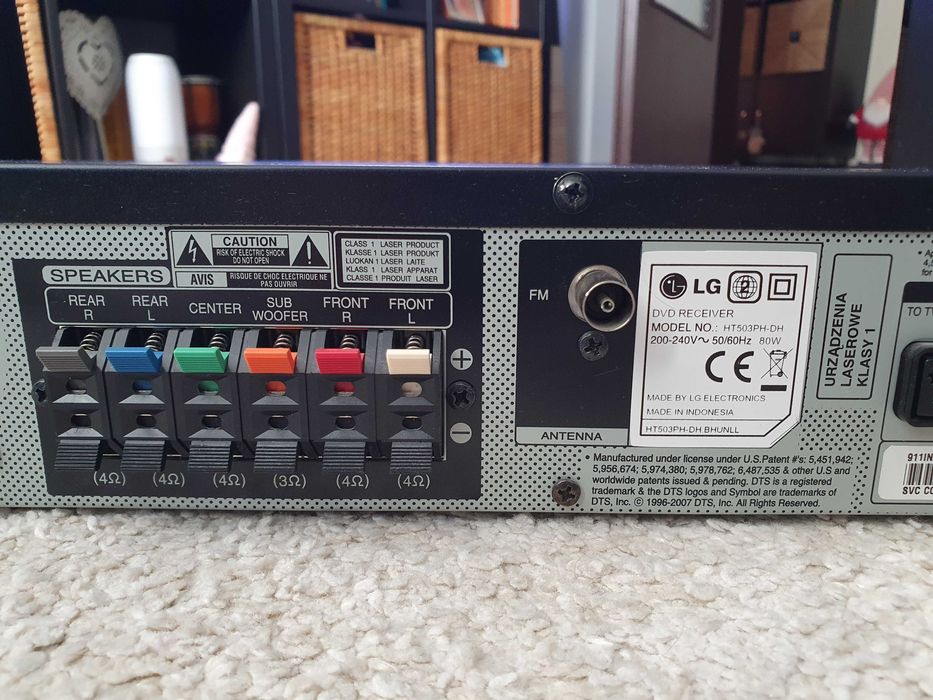 SPEAKERS
CAUTION
RISK OF ELECTRIC SHOCK
DO NOT OPEN
AVIS
RISQUE DE CHOC ELECTRIQUE NE
PAS OUVRIR
CLASS 1 LASER PRODUCT
KLASSE 1 LASER PRODUKT
LUOKAN 1 LASER LAITE
KLASS 1 LASER APPARAT
CLASSE 1 PRODUIT LASER
REAR
R
REAR
L
CENTER
SUB
WOOFER
FRONT
R
FRONT
L
+
−
(4Ω)
(4Ω)
(4Ω)
(3Ω)
(4Ω)
(4Ω)
FM
ANTENNA
LG
2
DVD RECEIVER
MODEL NO.: HT503PH-DH
200-240V~ 50/60Hz 80W
CE
MADE BY LG ELECTRONICS
MADE IN INDONESIA
HT503PH-DH.BHUNLL
URZĄDZENIA
LASEROWE
KLASY 1
• Manufactured under license under U.S.Patent #'s: 5,451,942;
5,956,674; 5,974,380; 5,978,762; 6,487,535 & other U.S and
worldwide patents issued & pending. DTS is a registered
trademark & the DTS logos and Symbol are trademarks of
DTS, Inc. © 1996-2007 DTS, Inc. All Rights Reserved.
TO TV
911IN
SVC CO